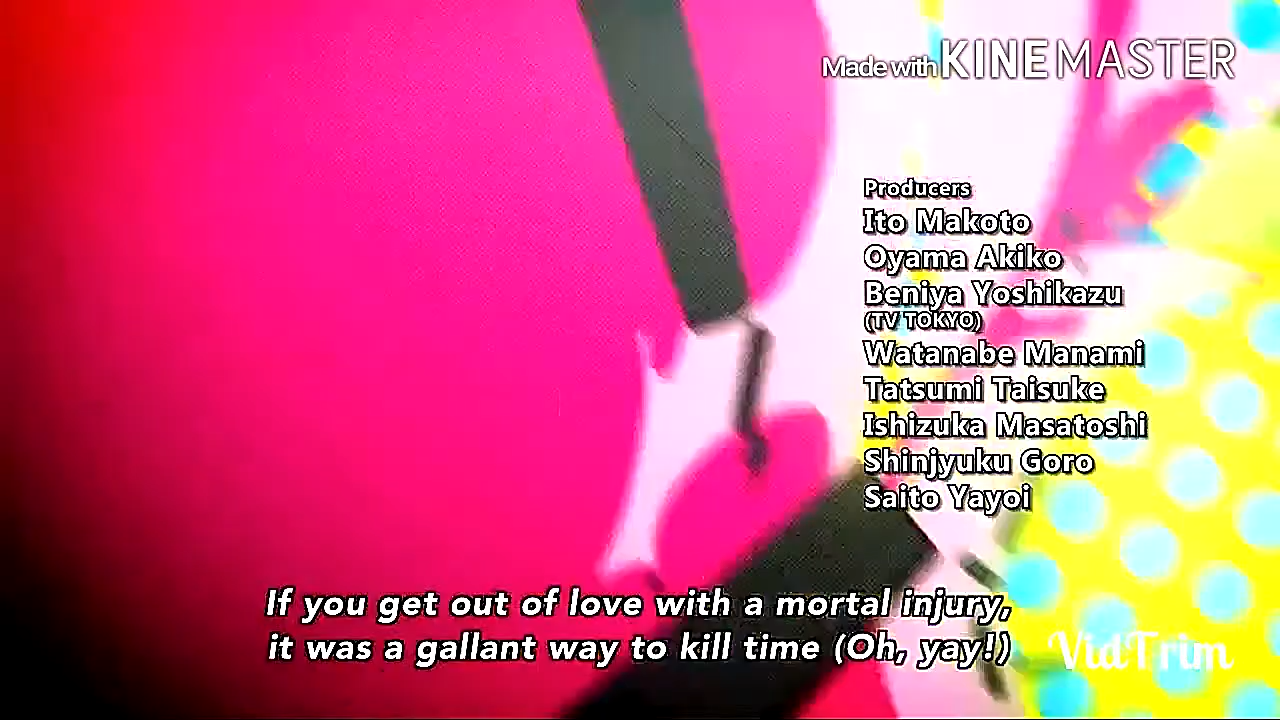 Made with KINEMASTER
Producers
Ito Makoto
Oyama Akiko
Beniya Yoshikazu
(TV TOKYO)
Watanabe Manami
Tatsumi Taisuke
Ishizuka Masatoshi
Shinjyuku Goro
Saito Yayoi
If you get out of love with a mortal injury,
it was a gallant way to kill time (Oh, yay!)
VidTrim